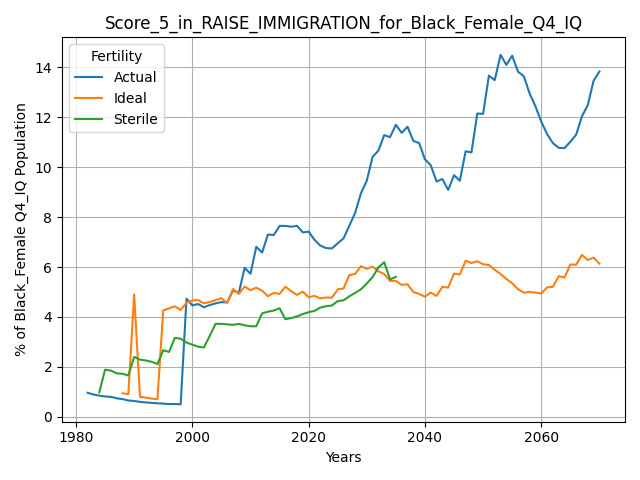 Score_5_in_RAISE_IMMIGRATION_for_Black_Female_Q4_IQ
Fertility
Actual
Ideal
Sterile
% of Black_Female Q4_IQ Population
14
12
10
8
6
4
2
0
1980
2000
2020
2040
2060
Years